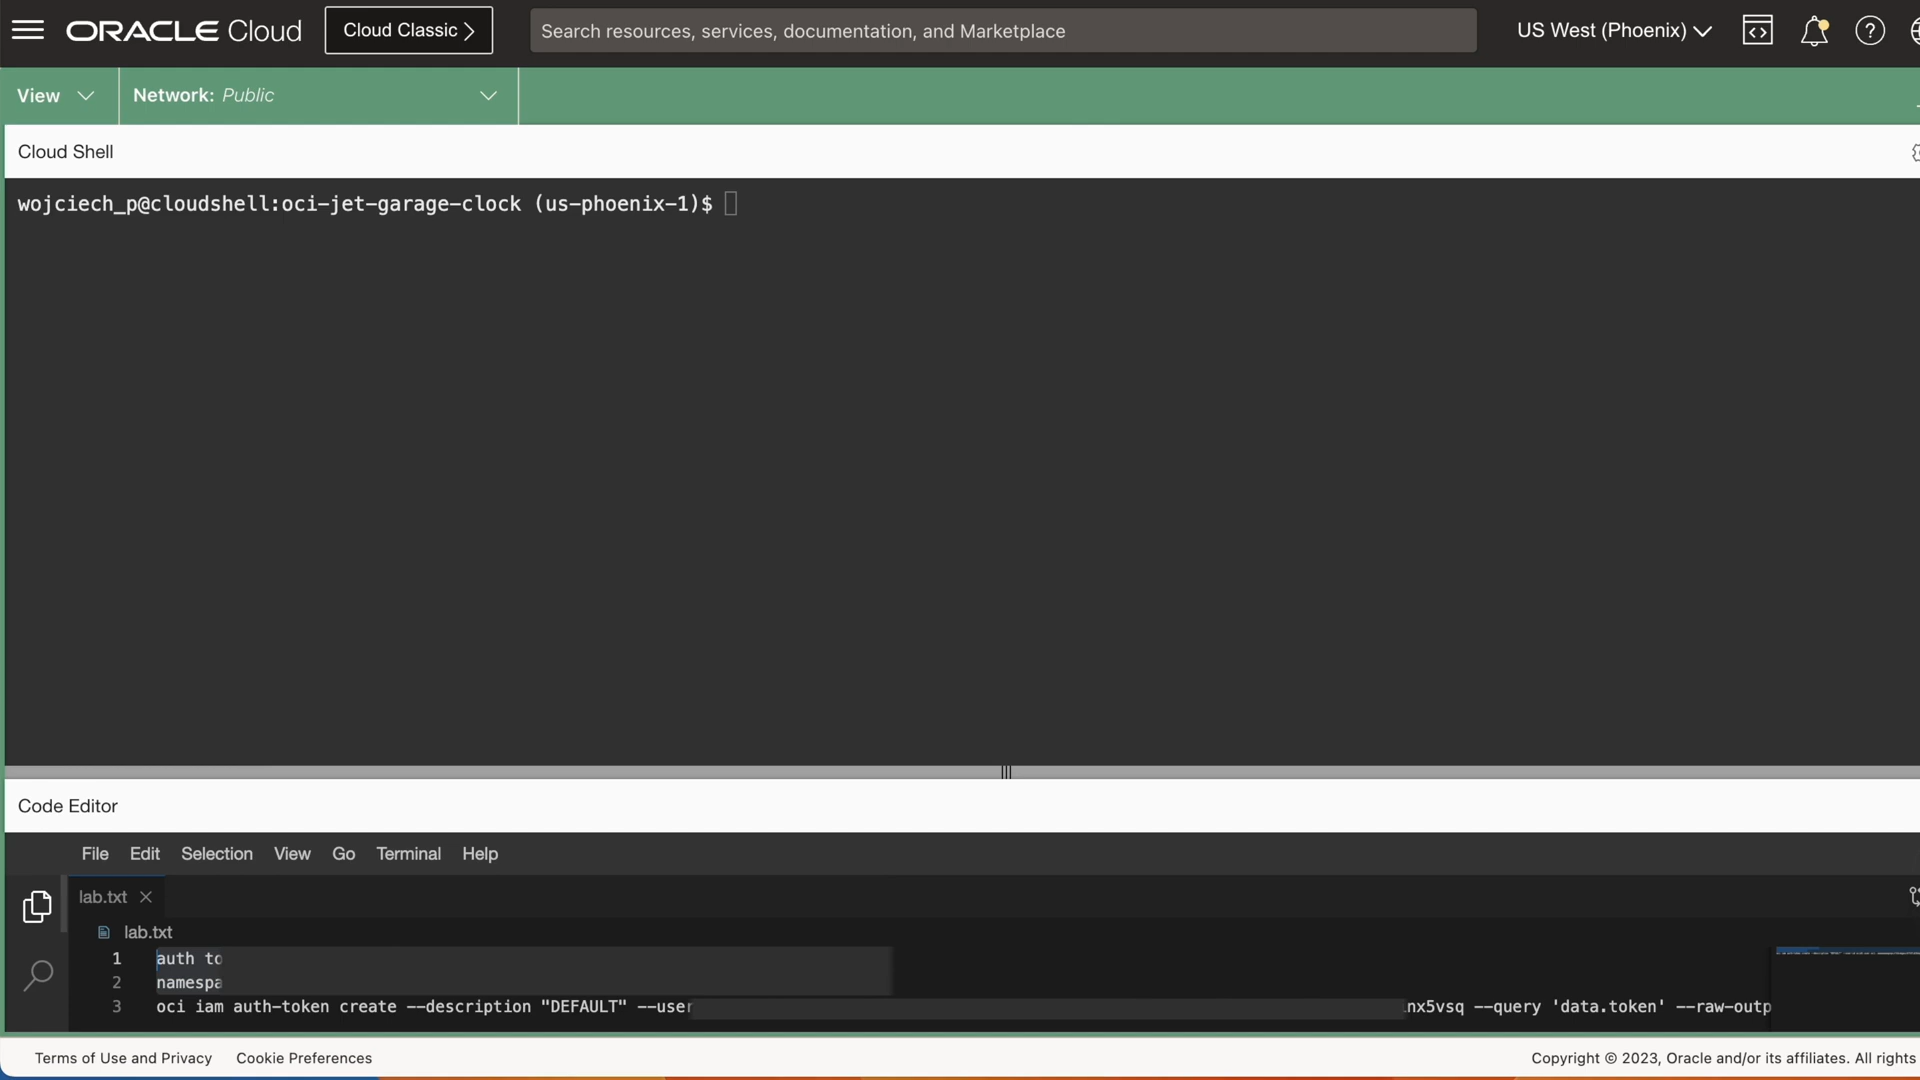 ORACLE Cloud
Cloud Classic
Search resources, services, documentation, and Marketplace
US West (Phoenix)
View
Network: Public
Cloud Shell
wojciech_p@cloudshell:oci-jet-garage-clock (us-phoenix-1)$
Code Editor
File Edit Selection View Go Terminal Help
lab.txt
lab.txt
1 auth to
2 namespa
3 oci iam auth-token create --description "DEFAULT" --user nx5vsq --query 'data.token' --raw-outp
Terms of Use and Privacy Cookie Preferences
Copyright © 2023, Oracle and/or its affiliates. All rights